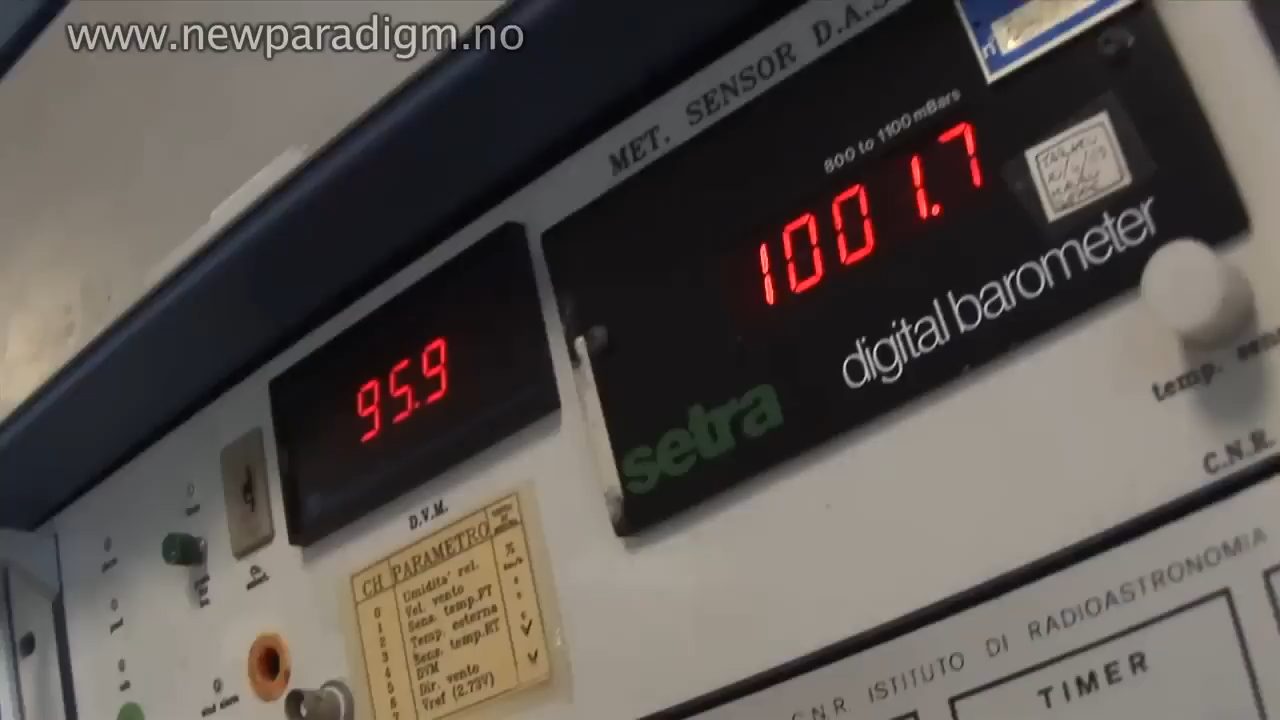 www.newparadigm.no
MET. SENSOR D.A.S
800 to 1100 mBars
1001.7
digital barometer
setra
95.9
D.V.M.
temp.
C.N.R.
CH PARAMETRO
0 Umidita' rel. %
1 Vel. vento
2 Sens. temp.PT
3 Temp. esterna
4 Sens. temp.RT
5 DVM
6 Dir. vento
7 Vref (2.73V)
C.N.R. ISTITUTO DI RADIOASTRONOMIA
TIMER